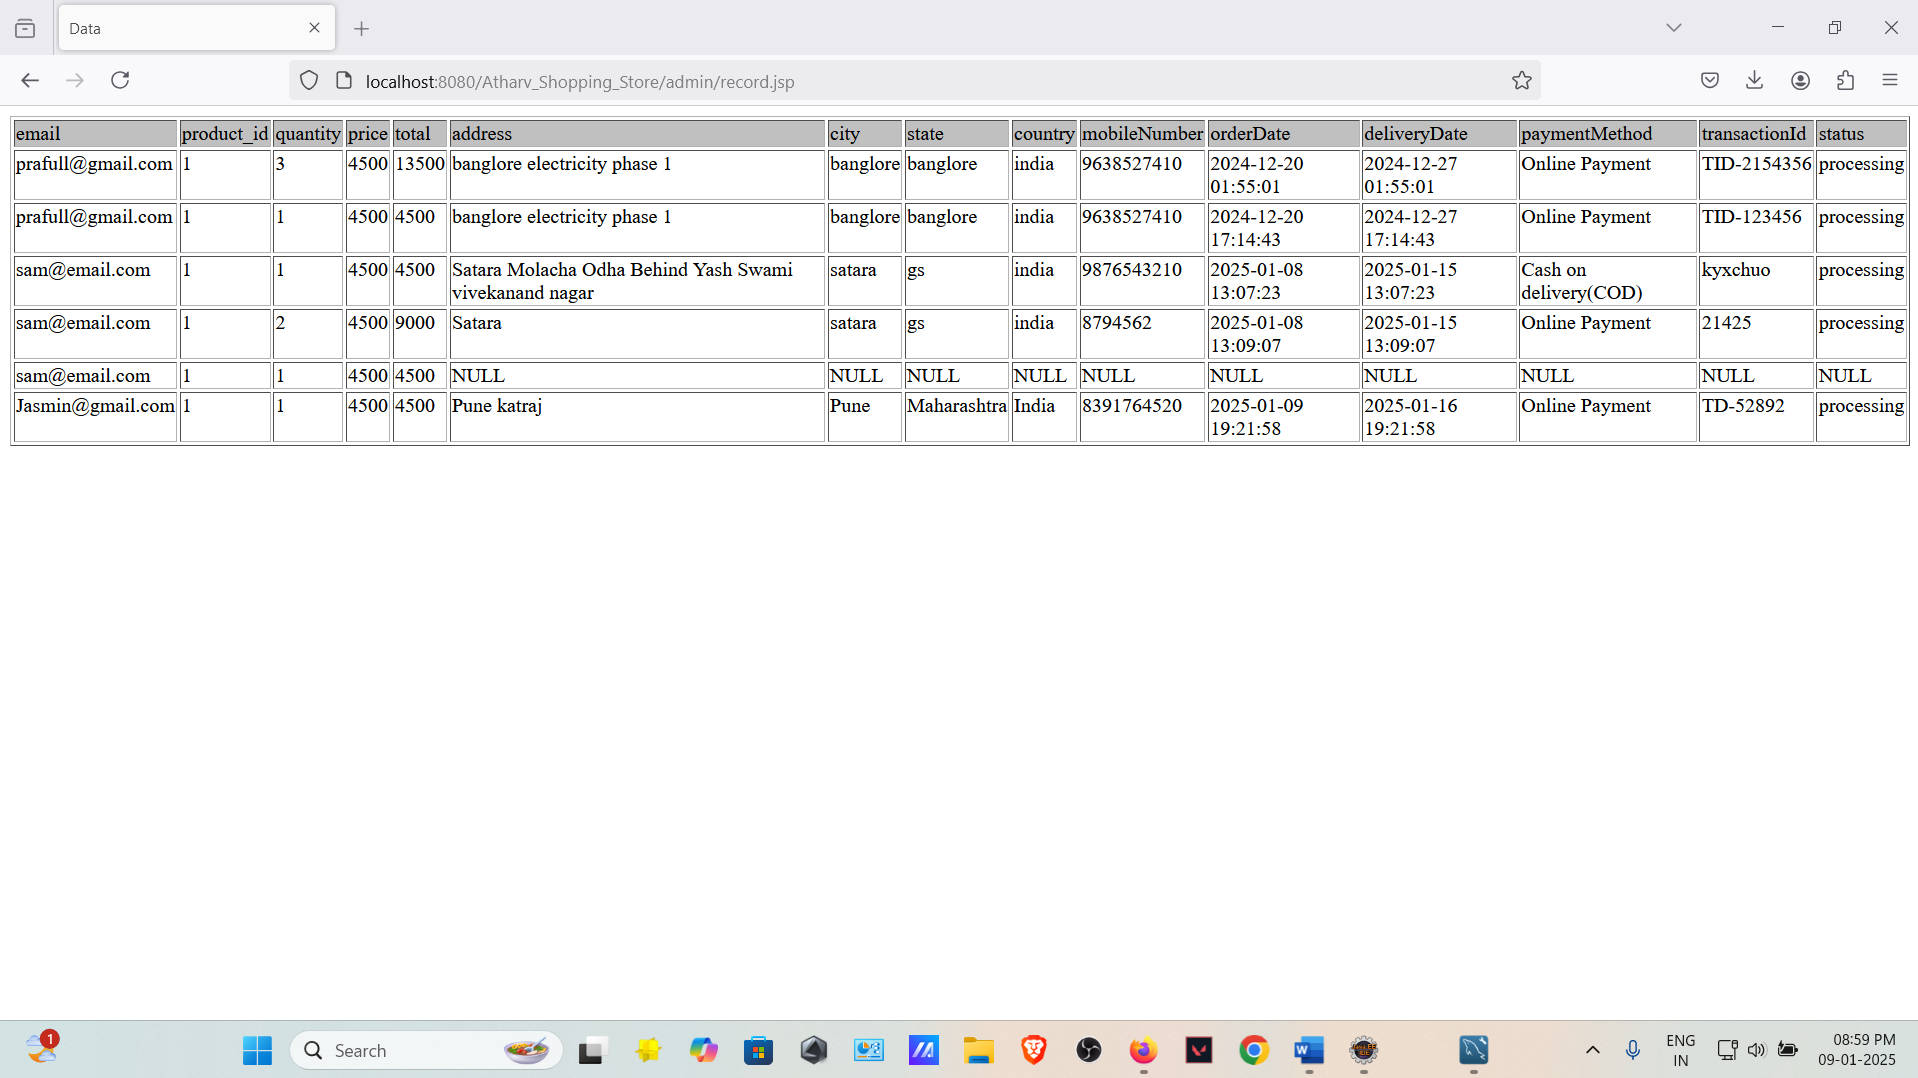 Data
localhost:8080/Atharv_Shopping_Store/admin/record.jsp
email product_id quantity price total address city state country mobileNumber orderDate deliveryDate paymentMethod transactionId status
prafull@gmail.com 1 3 4500 13500 banglore electricity phase 1 banglore banglore india 9638527410 2024-12-20 2024-12-27 Online Payment TID-2154356 processing
01:55:01 01:55:01
prafull@gmail.com 1 1 4500 4500 banglore electricity phase 1 banglore banglore india 9638527410 2024-12-20 2024-12-27 Online Payment TID-123456 processing
17:14:43 17:14:43
sam@email.com 1 1 4500 4500 Satara Molacha Odha Behind Yash Swami satara gs india 9876543210 2025-01-08 2025-01-15 Cash on kyxchuo processing
vivekanand nagar 13:07:23 13:07:23 delivery(COD)
sam@email.com 1 2 4500 9000 Satara satara gs india 8794562 2025-01-08 2025-01-15 Online Payment 21425 processing
13:09:07 13:09:07
sam@email.com 1 1 4500 4500 NULL NULL NULL NULL NULL NULL NULL NULL NULL NULL
Jasmin@gmail.com 1 1 4500 4500 Pune katraj Pune Maharashtra India 8391764520 2025-01-09 2025-01-16 Online Payment TD-52892 processing
19:21:58 19:21:58
1
Search
ENG
IN
08:59 PM
09-01-2025